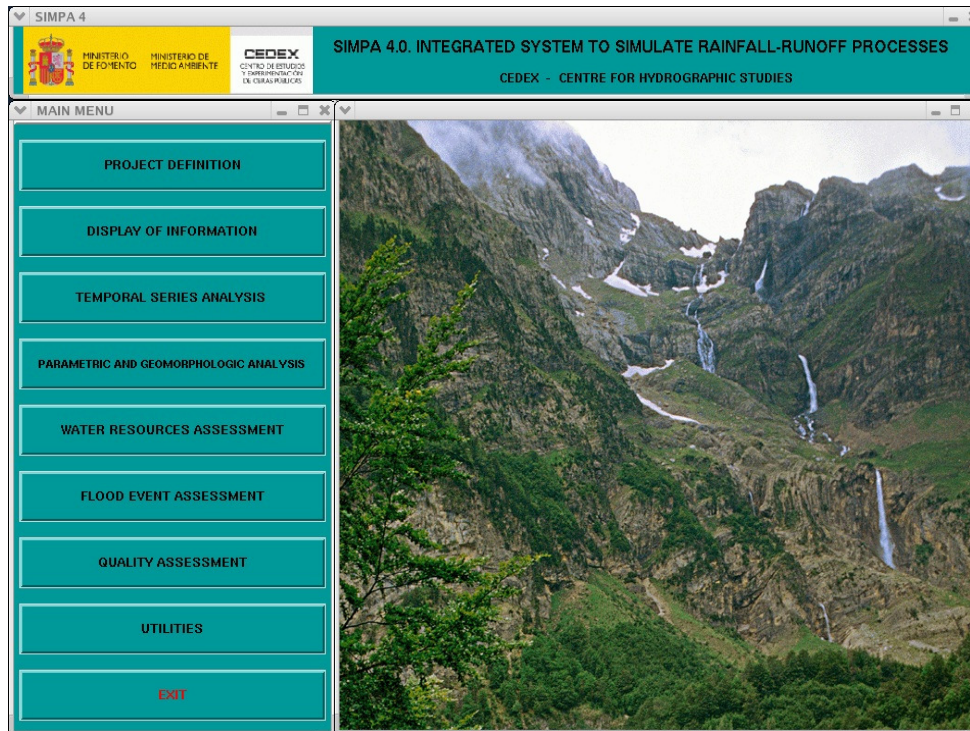 SIMPA 4
MINISTERIO DE FOMENTO
MINISTERIO DE MEDIO AMBIENTE
CEDEX
CENTRO DE ESTUDIOS
Y EXPERIMENTACIÓN
DE OBRAS PÚBLICAS
SIMPA 4.0. INTEGRATED SYSTEM TO SIMULATE RAINFALL-RUNOFF PROCESSES
CEDEX - CENTRE FOR HYDROGRAPHIC STUDIES
MAIN MENU
PROJECT DEFINITION
DISPLAY OF INFORMATION
TEMPORAL SERIES ANALYSIS
PARAMETRIC AND GEOMORPHOLOGIC ANALYSIS
WATER RESOURCES ASSESSMENT
FLOOD EVENT ASSESSMENT
QUALITY ASSESSMENT
UTILITIES
EXIT